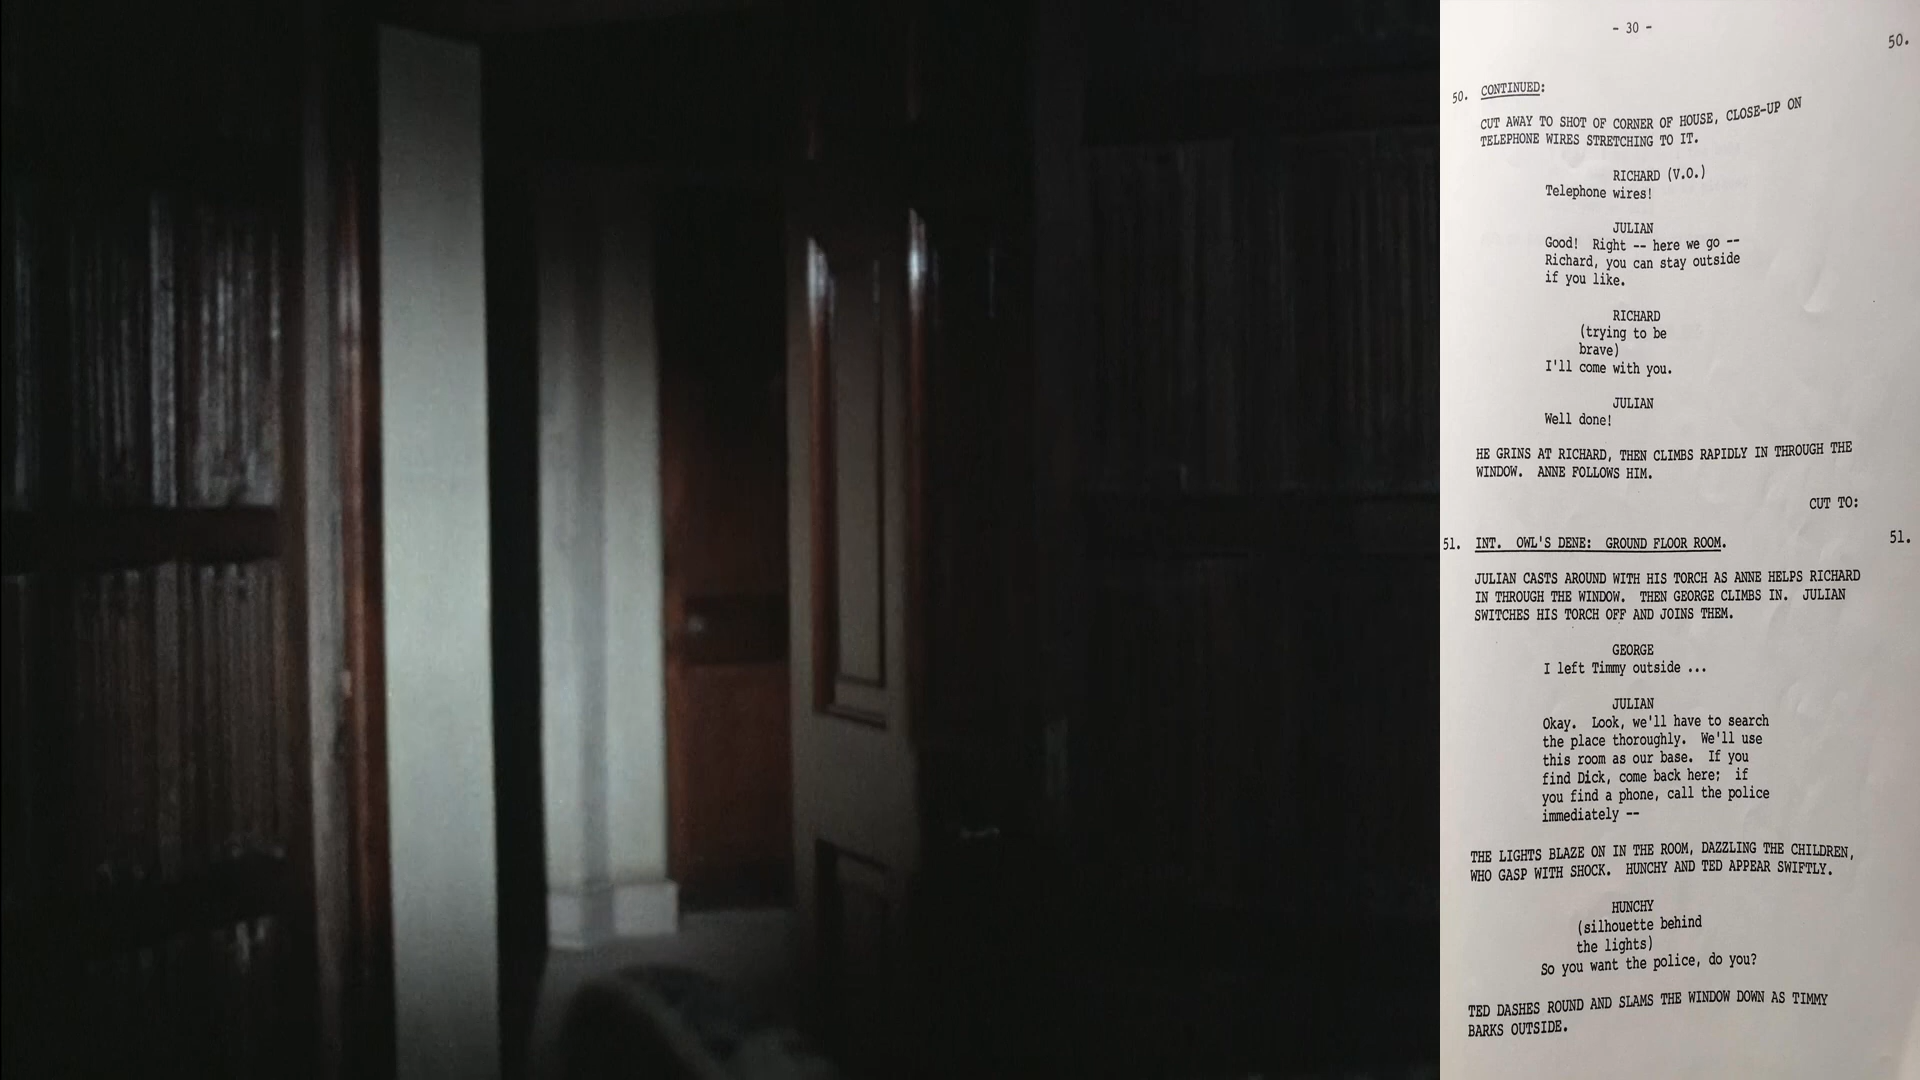 - 30 -
50.
50. CONTINUED:
CUT AWAY TO SHOT OF CORNER OF HOUSE, CLOSE-UP ON
TELEPHONE WIRES STRETCHING TO IT.
RICHARD (V.O.)
Telephone wires!
JULIAN
Good! Right -- here we go --
Richard, you can stay outside
if you like.
RICHARD
(trying to be
brave)
I'll come with you.
JULIAN
Well done!
HE GRINS AT RICHARD, THEN CLIMBS RAPIDLY IN THROUGH THE
WINDOW. ANNE FOLLOWS HIM.
CUT TO:
51. INT. OWL'S DENE: GROUND FLOOR ROOM. 51.
JULIAN CASTS AROUND WITH HIS TORCH AS ANNE HELPS RICHARD
IN THROUGH THE WINDOW. THEN GEORGE CLIMBS IN. JULIAN
SWITCHES HIS TORCH OFF AND JOINS THEM.
GEORGE
I left Timmy outside ...
JULIAN
Okay. Look, we'll have to search
the place thoroughly. We'll use
this room as our base. If you
find Dick, come back here; if
you find a phone, call the police
immediately --
THE LIGHTS BLAZE ON IN THE ROOM, DAZZLING THE CHILDREN,
WHO GASP WITH SHOCK. HUNCHY AND TED APPEAR SWIFTLY.
HUNCHY
(silhouette behind
the lights)
So you want the police, do you?
TED DASHES ROUND AND SLAMS THE WINDOW DOWN AS TIMMY
BARKS OUTSIDE.